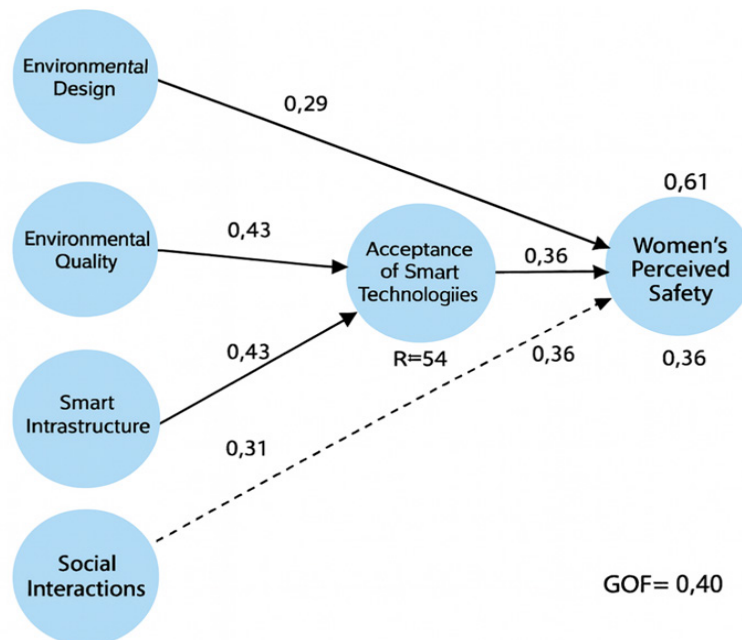 Environmental
Design
0,29
0,61
Environmental
Quality
0,43
Acceptance
of Smart
Technologiies
0,36
Women's
Perceived
Safety
R=54
0,36
0,36
0,43
Smart
Intrastructure
0,31
Social
Interactions
GOF= 0,40